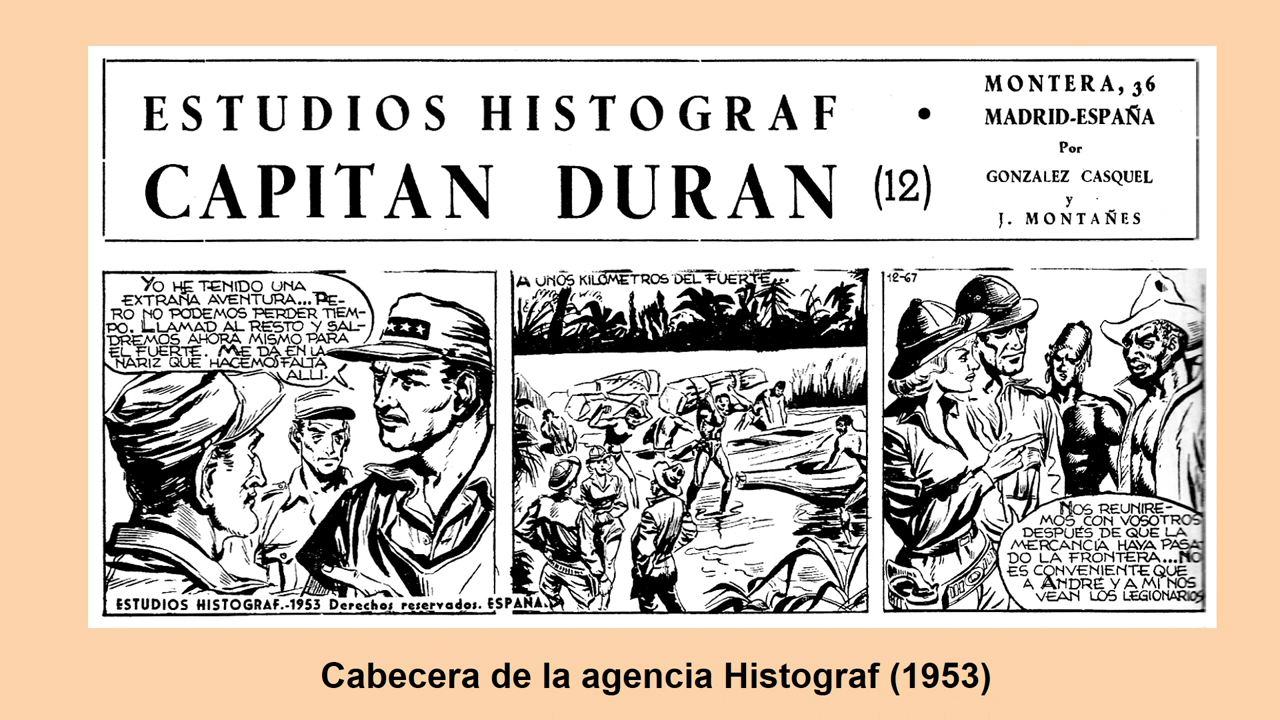 ESTUDIOS HISTOGRAF •
CAPITAN DURAN (12)
MONTERA, 36
MADRID-ESPAÑA
Por
GONZALEZ CASQUEL
y
J. MONTAÑES
YO HE TENIDO UNA
EXTRAÑA AVENTURA... PE-
RO NO PODEMOS PERDER TIEM-
PO. LLAMAD AL RESTO Y SAL-
DREMOS AHORA MISMO PARA
EL FUERTE. ME DA EN LA
NARIZ QUE HACEMOS FALTA
ALLI.
ESTUDIOS HISTOGRAF.-1953 Derechos reservados. ESPAÑA.
A UNOS KILOMETROS DEL FUERTE...
12-67
NOS REUNIRE-
MOS CON VOSOTROS
DESPUÉS DE QUE LA
MERCANCIA HAYA PASA-
DO LA FRONTERA... NO
ES CONVENIENTE QUE
A ANDRÉ Y A MI NOS
VEAN LOS LEGIONARIOS
Cabecera de la agencia Histograf (1953)